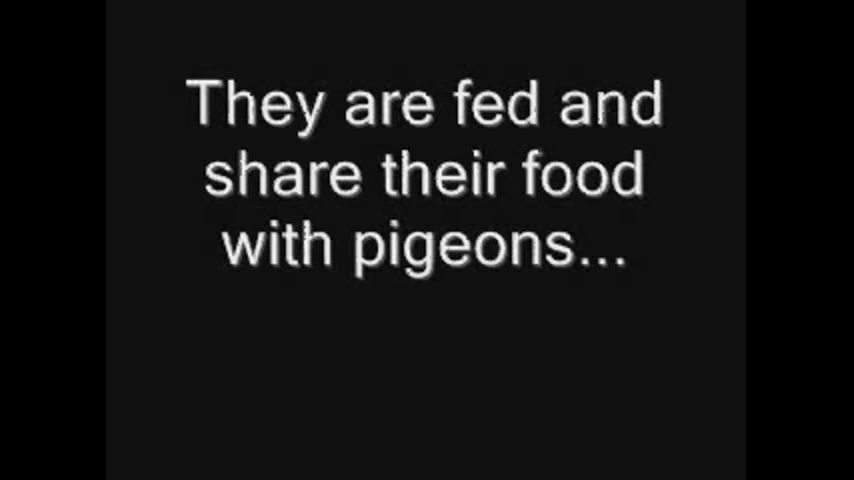 They are fed and
share their food
with pigeons...